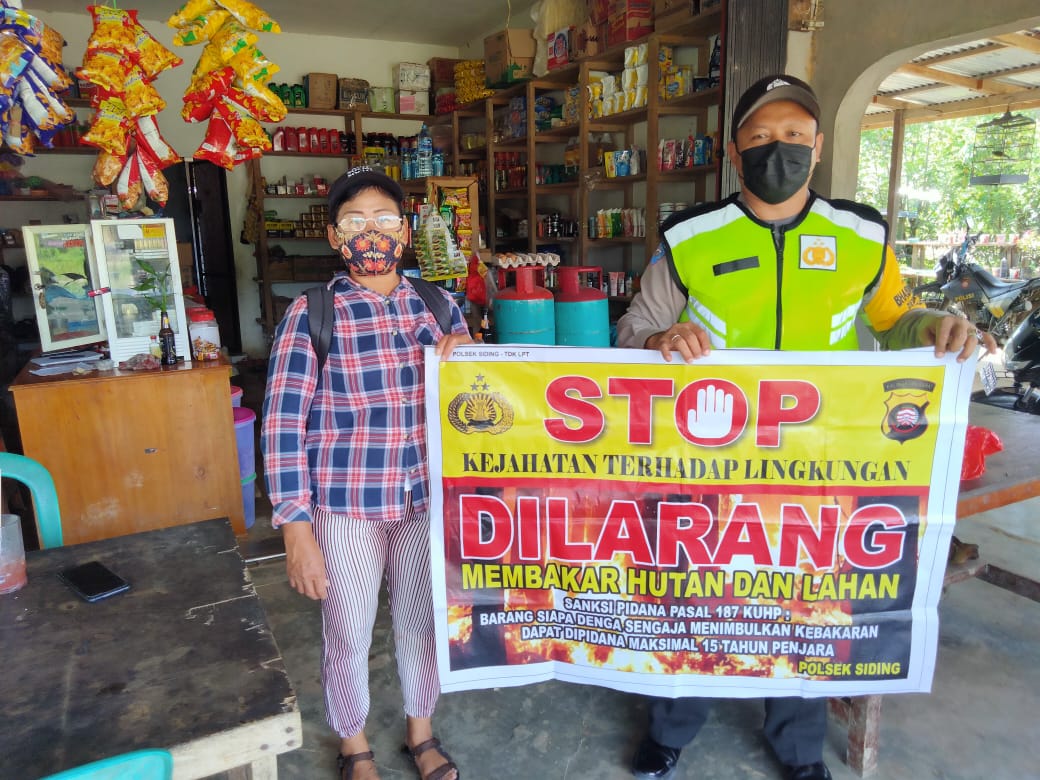 POLSEK SIDING - TDK LPT
STOP
KEJAHATAN TERHADAP LINGKUNGAN
DILARANG
MEMBAKAR HUTAN DAN LAHAN
SANKSI PIDANA PASAL 187 KUHP :
BARANG SIAPA DENGA SENGAJA MENIMBULKAN KEBAKARAN
DAPAT DIPIDANA MAKSIMAL 15 TAHUN PENJARA
POLSEK SIDING